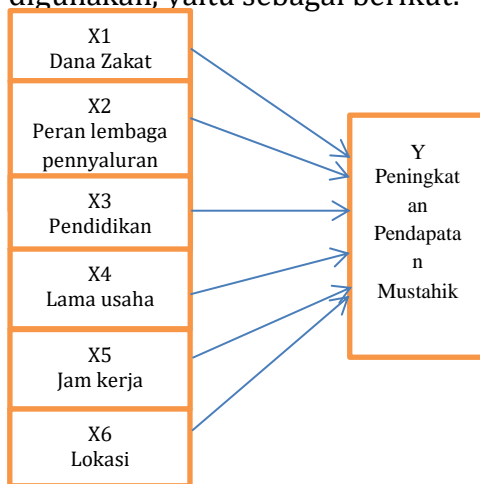 digunakan, yaitu sebagai berikut:
X1
Dana Zakat
X2
Peran lembaga
pennyaluran
X3
Pendidikan
X4
Lama usaha
X5
Jam kerja
X6
Lokasi
Y
Peningkat
an
Pendapata
n
Mustahik